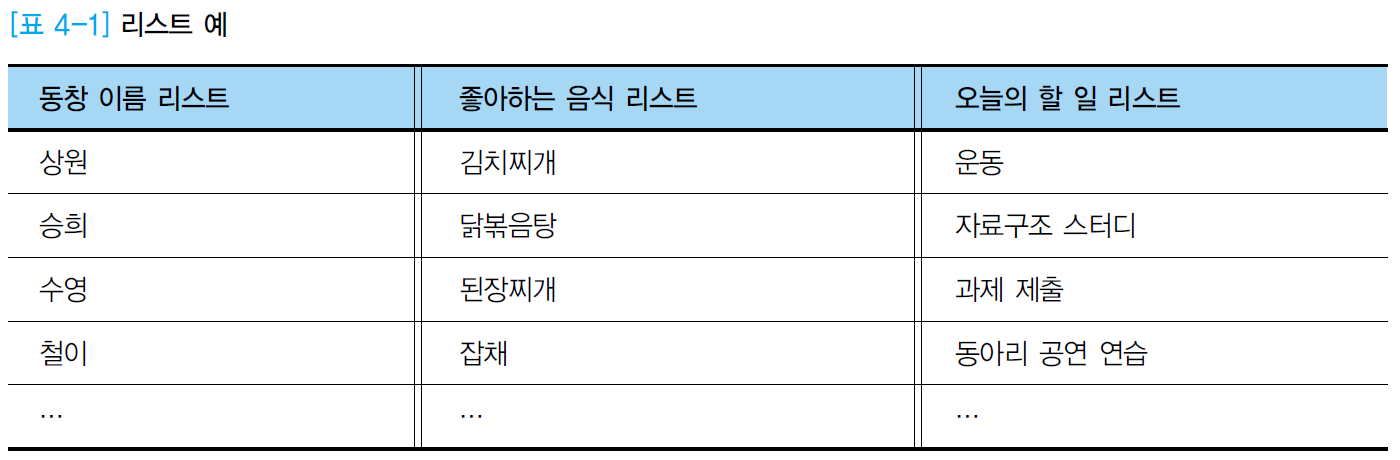 [표 4-1] 리스트 예
동창 이름 리스트 좋아하는 음식 리스트 오늘의 할 일 리스트
상원 김치찌개 운동
승희 닭볶음탕 자료구조 스터디
수영 된장찌개 과제 제출
철이 잡채 동아리 공연 연습
… … …